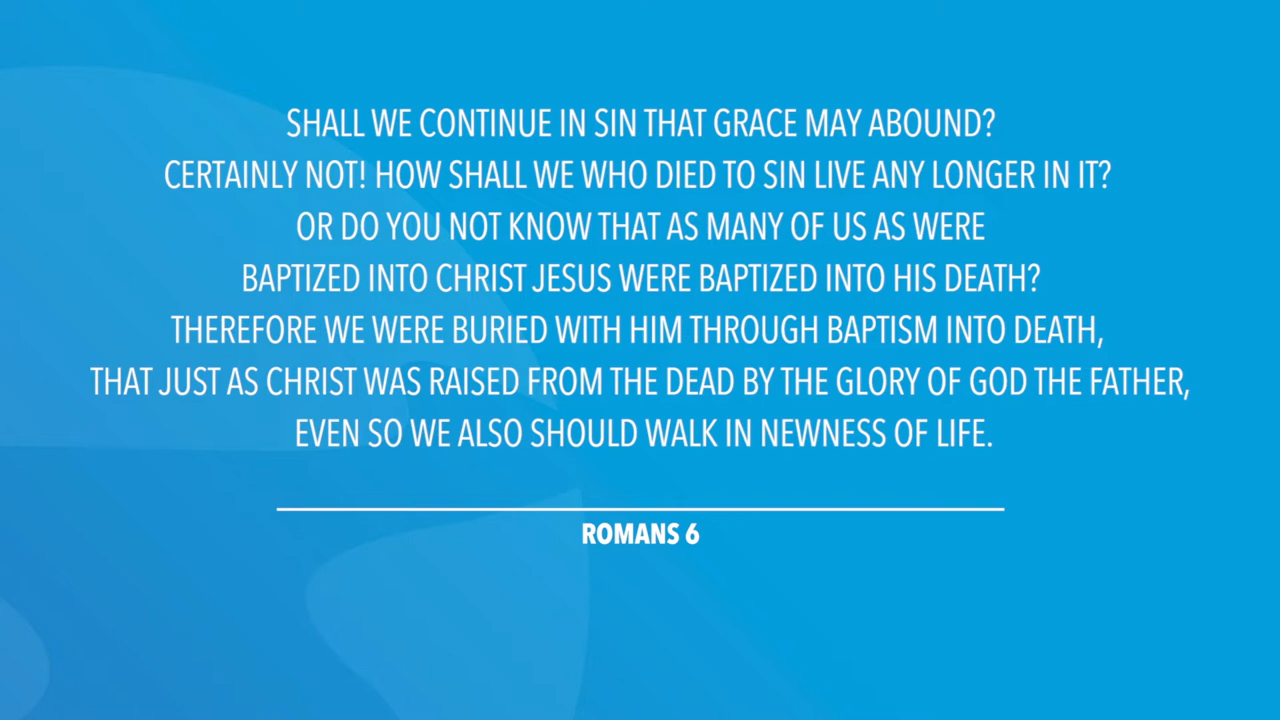 SHALL WE CONTINUE IN SIN THAT GRACE MAY ABOUND?
CERTAINLY NOT! HOW SHALL WE WHO DIED TO SIN LIVE ANY LONGER IN IT?
OR DO YOU NOT KNOW THAT AS MANY OF US AS WERE
BAPTIZED INTO CHRIST JESUS WERE BAPTIZED INTO HIS DEATH?
THEREFORE WE WERE BURIED WITH HIM THROUGH BAPTISM INTO DEATH,
THAT JUST AS CHRIST WAS RAISED FROM THE DEAD BY THE GLORY OF GOD THE FATHER,
EVEN SO WE ALSO SHOULD WALK IN NEWNESS OF LIFE.
ROMANS 6